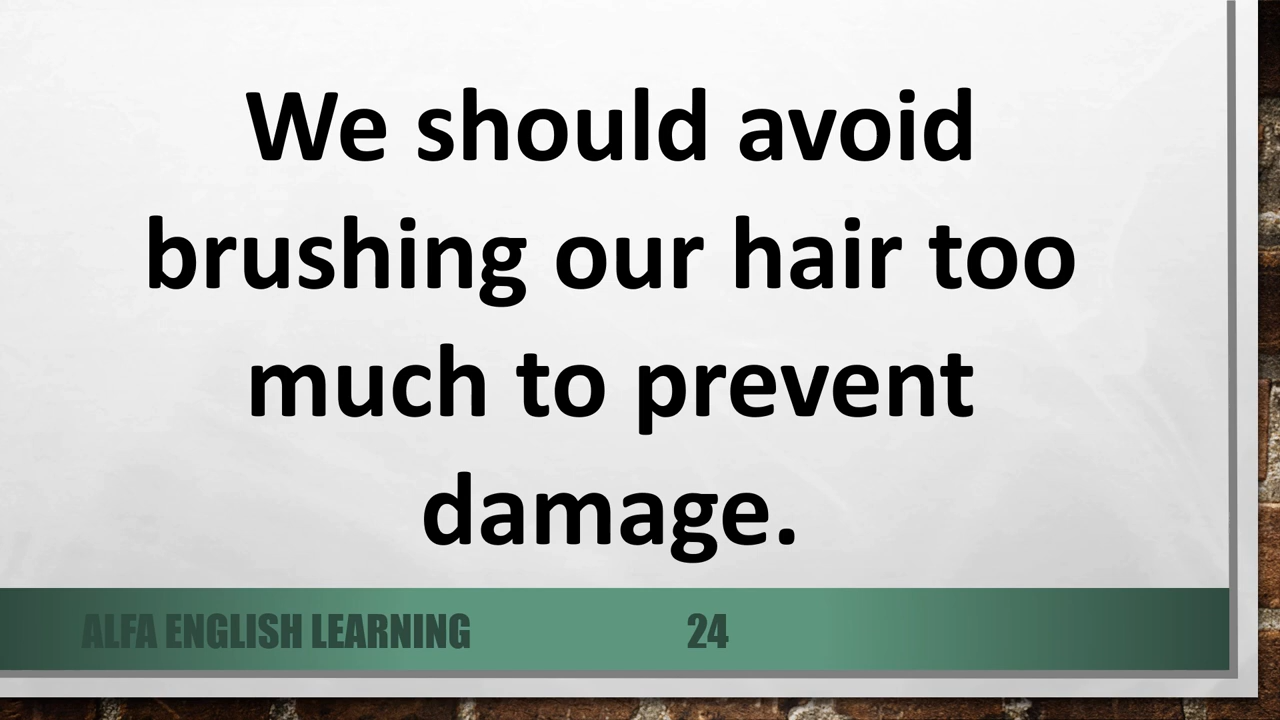 We should avoid
brushing our hair too
much to prevent
damage.
ALFA ENGLISH LEARNING 24